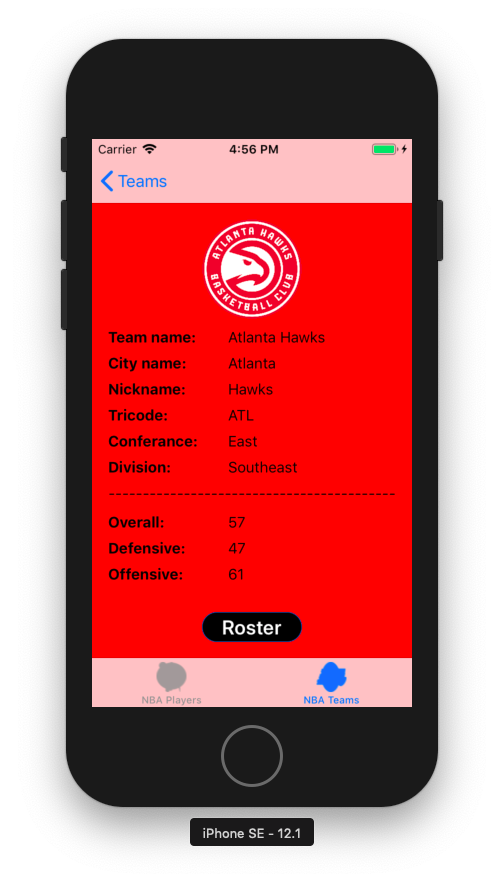 Carrier 4:56 PM
Teams
ATLANTA HAWKS
BASKETBALL CLUB
Team name: Atlanta Hawks
City name: Atlanta
Nickname: Hawks
Tricode: ATL
Conferance: East
Division: Southeast
-----------------------------------------
Overall: 57
Defensive: 47
Offensive: 61
Roster
NBA Players NBA Teams
iPhone SE - 12.1